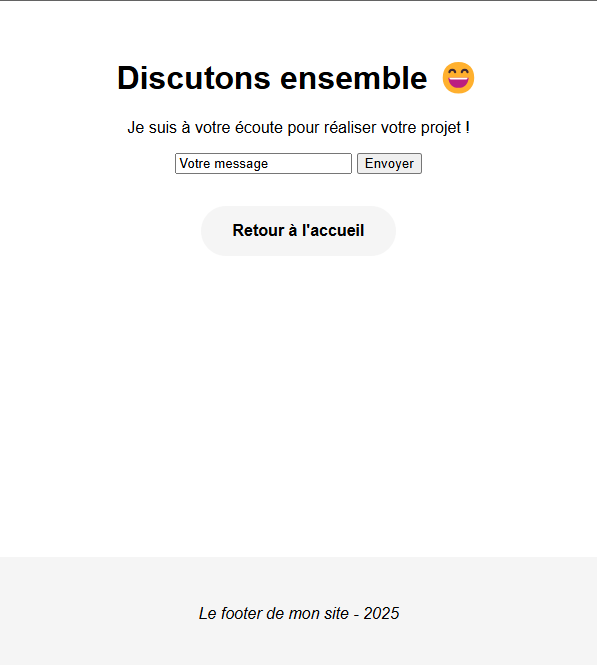 Discutons ensemble 😄
Je suis à votre écoute pour réaliser votre projet !
Votre message Envoyer
Retour à l'accueil
Le footer de mon site - 2025